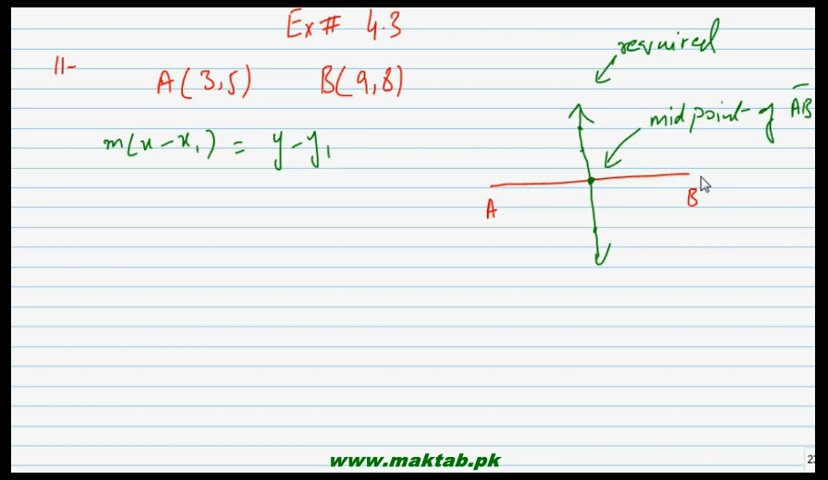 Ex# 4.3
11-
A(3,5) B(9,8)
required
midpoint of AB
m(x-x₁) = y-y₁
A
B
www.maktab.pk